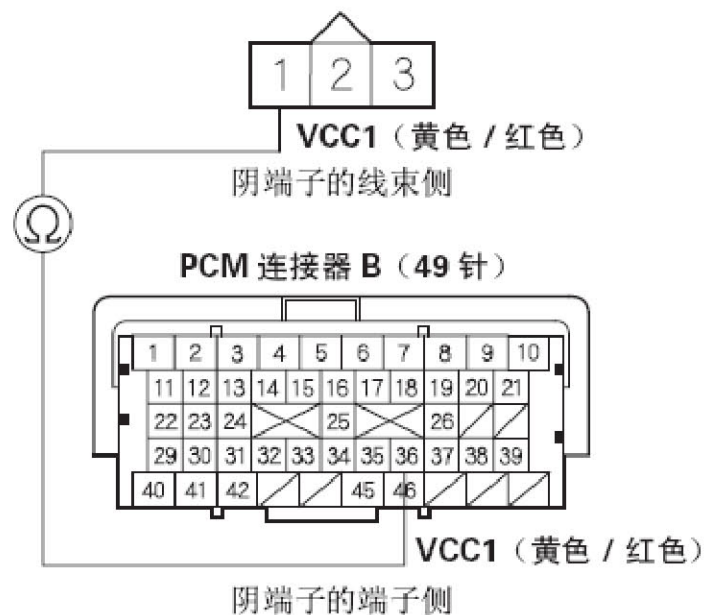 1 2 3
VCC1（黄色 / 红色）
阴端子的线束侧
Ω
PCM 连接器 B（49 针）
1 2 3 4 5 6 7 8 9 10
11 12 13 14 15 16 17 18 19 20 21
22 23 24 25 26
29 30 31 32 33 34 35 36 37 38 39
40 41 42 45 46
VCC1（黄色 / 红色）
阴端子的端子侧